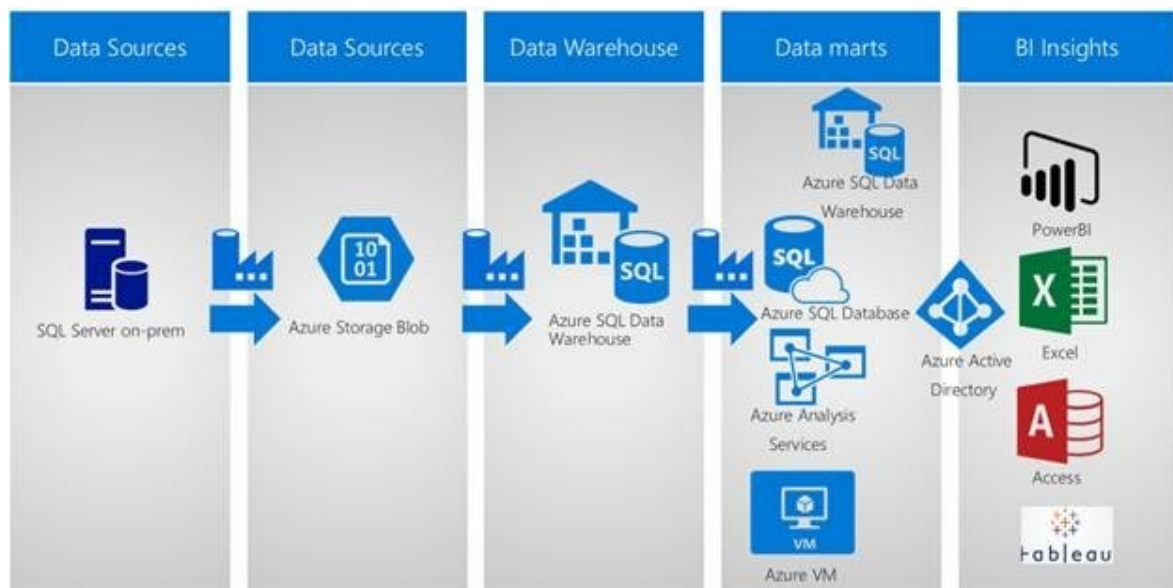 Data Sources
Data Sources
Data Warehouse
Data marts
BI Insights
SQL Server on-prem
10
01
Azure Storage Blob
SQL
Azure SQL Data
Warehouse
SQL
Azure SQL Data
Warehouse
SQL
Azure SQL Database
Azure Analysis
Services
VM
Azure VM
Azure Active
Directory
PowerBI
X
Excel
A
Access
+ableau